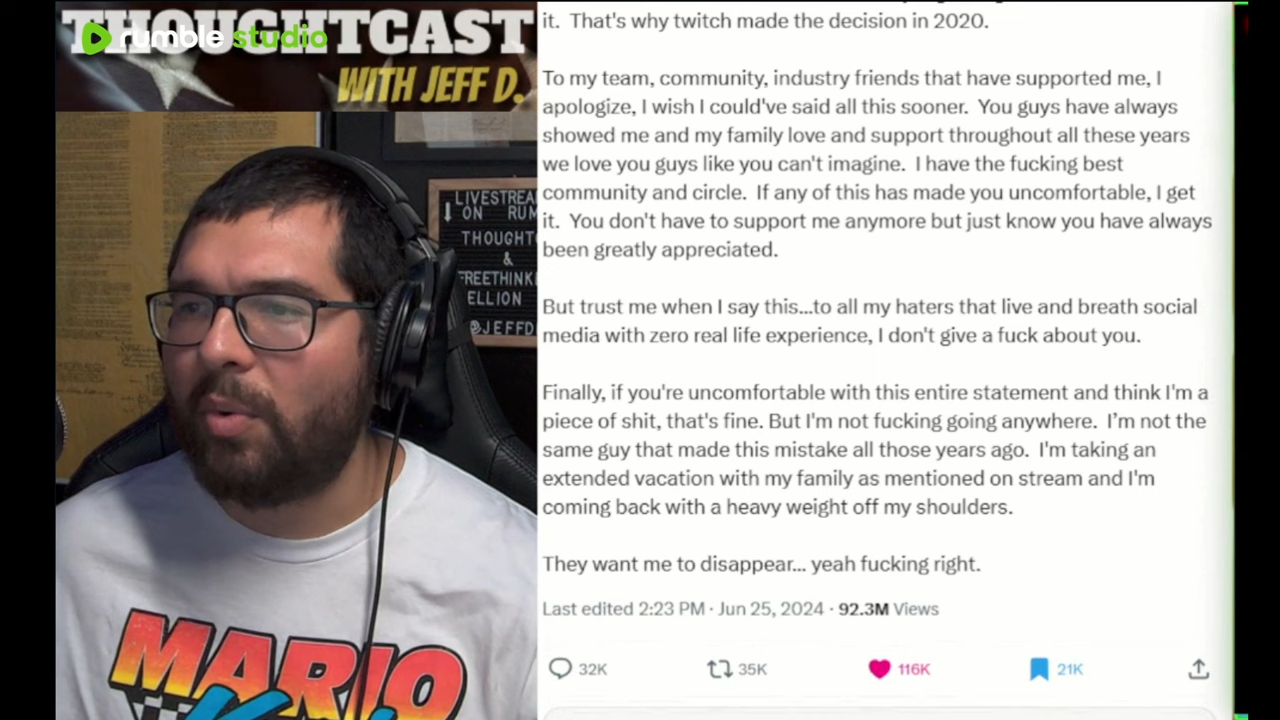 THOUGHTCAST
rumble studio
WITH JEFF D.
LIVESTREA
ON RUM
THOUGHT
&
FREETHINK
ELLION
@JEFFD
MARIO
it. That's why twitch made the decision in 2020.
To my team, community, industry friends that have supported me, I
apologize, I wish I could've said all this sooner. You guys have always
showed me and my family love and support throughout all these years
we love you guys like you can't imagine. I have the fucking best
community and circle. If any of this has made you uncomfortable, I get
it. You don't have to support me anymore but just know you have always
been greatly appreciated.
But trust me when I say this...to all my haters that live and breath social
media with zero real life experience, I don't give a fuck about you.
Finally, if you're uncomfortable with this entire statement and think I'm a
piece of shit, that's fine. But I'm not fucking going anywhere. I’m not the
same guy that made this mistake all those years ago. I'm taking an
extended vacation with my family as mentioned on stream and I'm
coming back with a heavy weight off my shoulders.
They want me to disappear... yeah fucking right.
Last edited 2:23 PM · Jun 25, 2024 · 92.3M Views
32K 35K 116K 21K